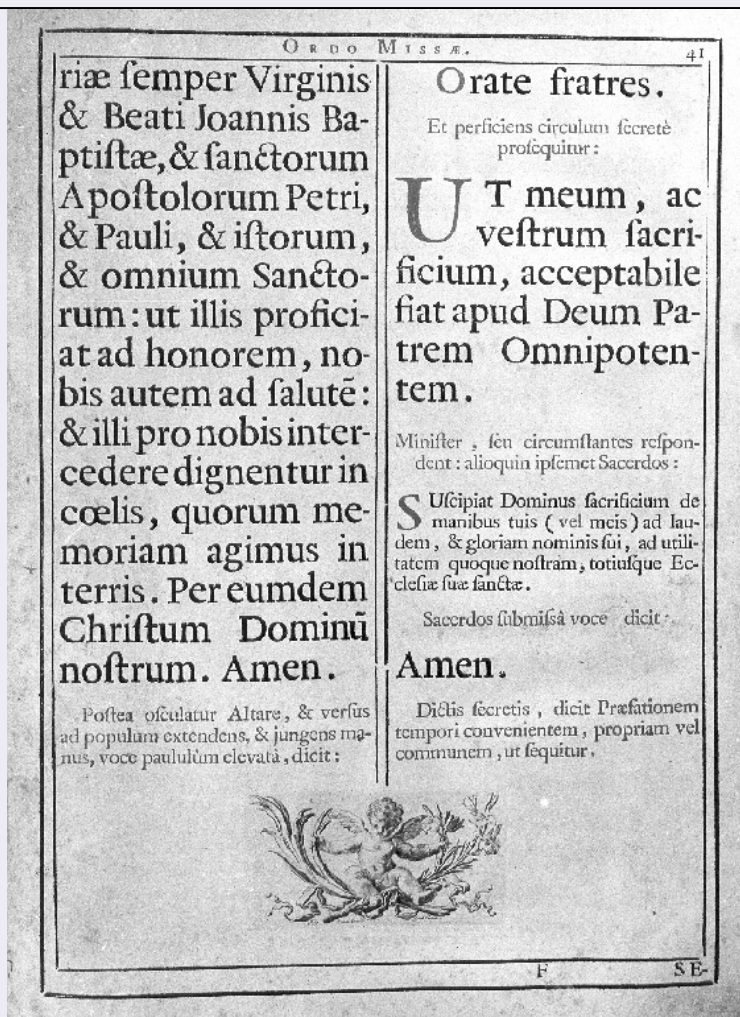 ORDO MISSÆ.
41
riæ ſemper Virginis
& Beati Joannis Ba-
ptiſtæ, & ſanctorum
Apoſtolorum Petri,
& Pauli, & iſtorum,
& omnium Sancto-
rum: ut illis profici-
at ad honorem, no-
bis autem ad ſalutē:
& illi pro nobis inter-
cedere dignentur in
cœlis, quorum me-
moriam agimus in
terris. Per eumdem
Chriſtum Dominū
noſtrum. Amen.
Poſtea oſculatur Altare, & verſus
ad populum extendens, & jungens ma-
nus, voce paululùm elevatâ, dicit:
Orate fratres.
Et perficiens circulum ſecretè
proſequitur:
UT meum, ac
veſtrum ſacri-
ficium, acceptabile
fiat apud Deum Pa-
trem Omnipoten-
tem.
Miniſter, ſeu circumſtantes reſpon-
dent: alioquin ipſemet Sacerdos:
SUſcipiat Dominus ſacrificium de
manibus tuis (vel meis) ad lau-
dem, & gloriam nominis ſui, ad utili-
tatem quoque noſtram, totiuſque Ec-
cleſiæ ſuæ ſanctæ.
Sacerdos ſubmiſsâ voce dicit:
Amen.
Dictis ſecretis, dicit Præfationem
tempori convenientem, propriam vel
communem, ut ſequitur.
F
SE-